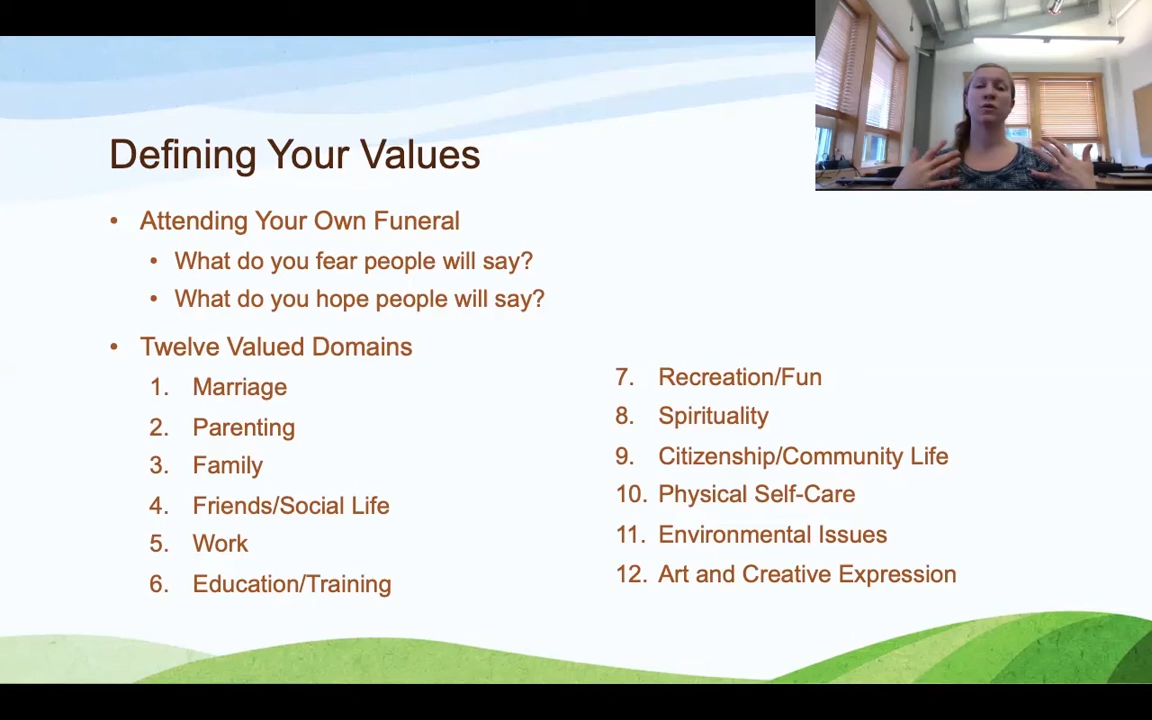 Defining Your Values
• Attending Your Own Funeral
• What do you fear people will say?
• What do you hope people will say?
• Twelve Valued Domains
1. Marriage
2. Parenting
3. Family
4. Friends/Social Life
5. Work
6. Education/Training
7. Recreation/Fun
8. Spirituality
9. Citizenship/Community Life
10. Physical Self-Care
11. Environmental Issues
12. Art and Creative Expression